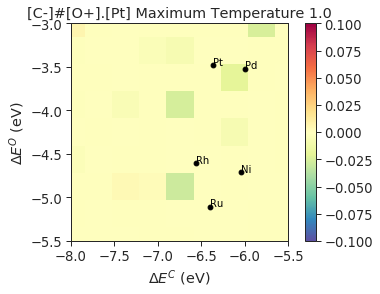 [C-]#[O+].[Pt] Maximum Temperature 1.0
−3.0
−3.5
−4.0
−4.5
−5.0
−5.5
ΔE^O (eV)
Pt
Pd
Rh
Ni
Ru
−8.0 −7.5 −7.0 −6.5 −6.0 −5.5
ΔE^C (eV)
0.100
0.075
0.050
0.025
0.000
−0.025
−0.050
−0.075
−0.100